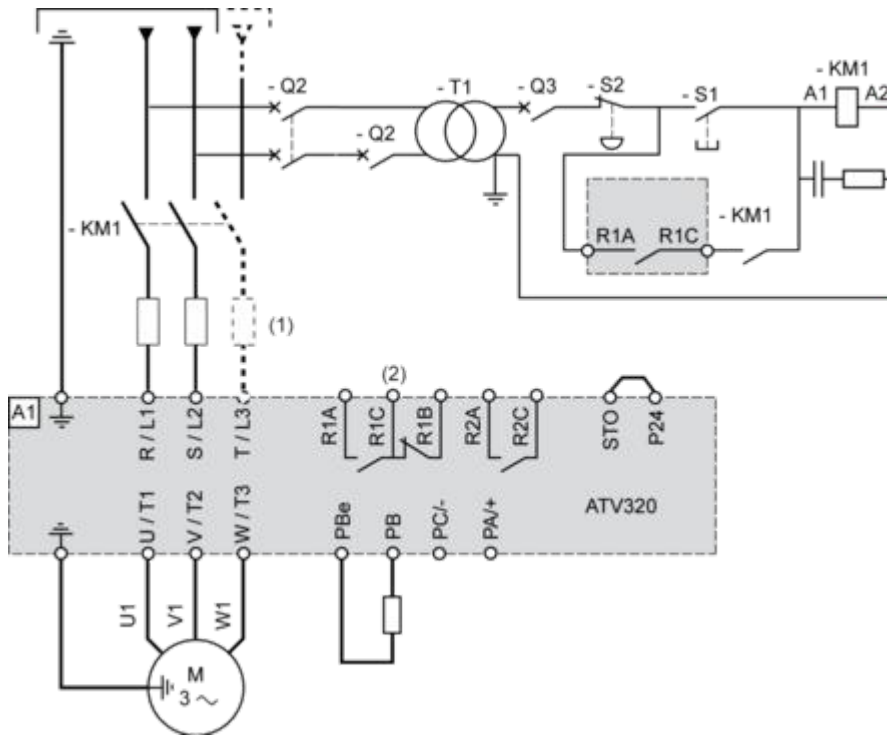 - Q2
- T1
- Q3
- S2
- S1
- KM1
A1
A2
- Q2
- KM1
R1A
R1C
- KM1
(1)
(2)
A1
R / L1
S / L2
T / L3
R1A
R1C
R1B
R2A
R2C
STO
P24
ATV320
U / T1
V / T2
W / T3
PBe
PB
PC/-
PA/+
U1
V1
W1
M
3 ~